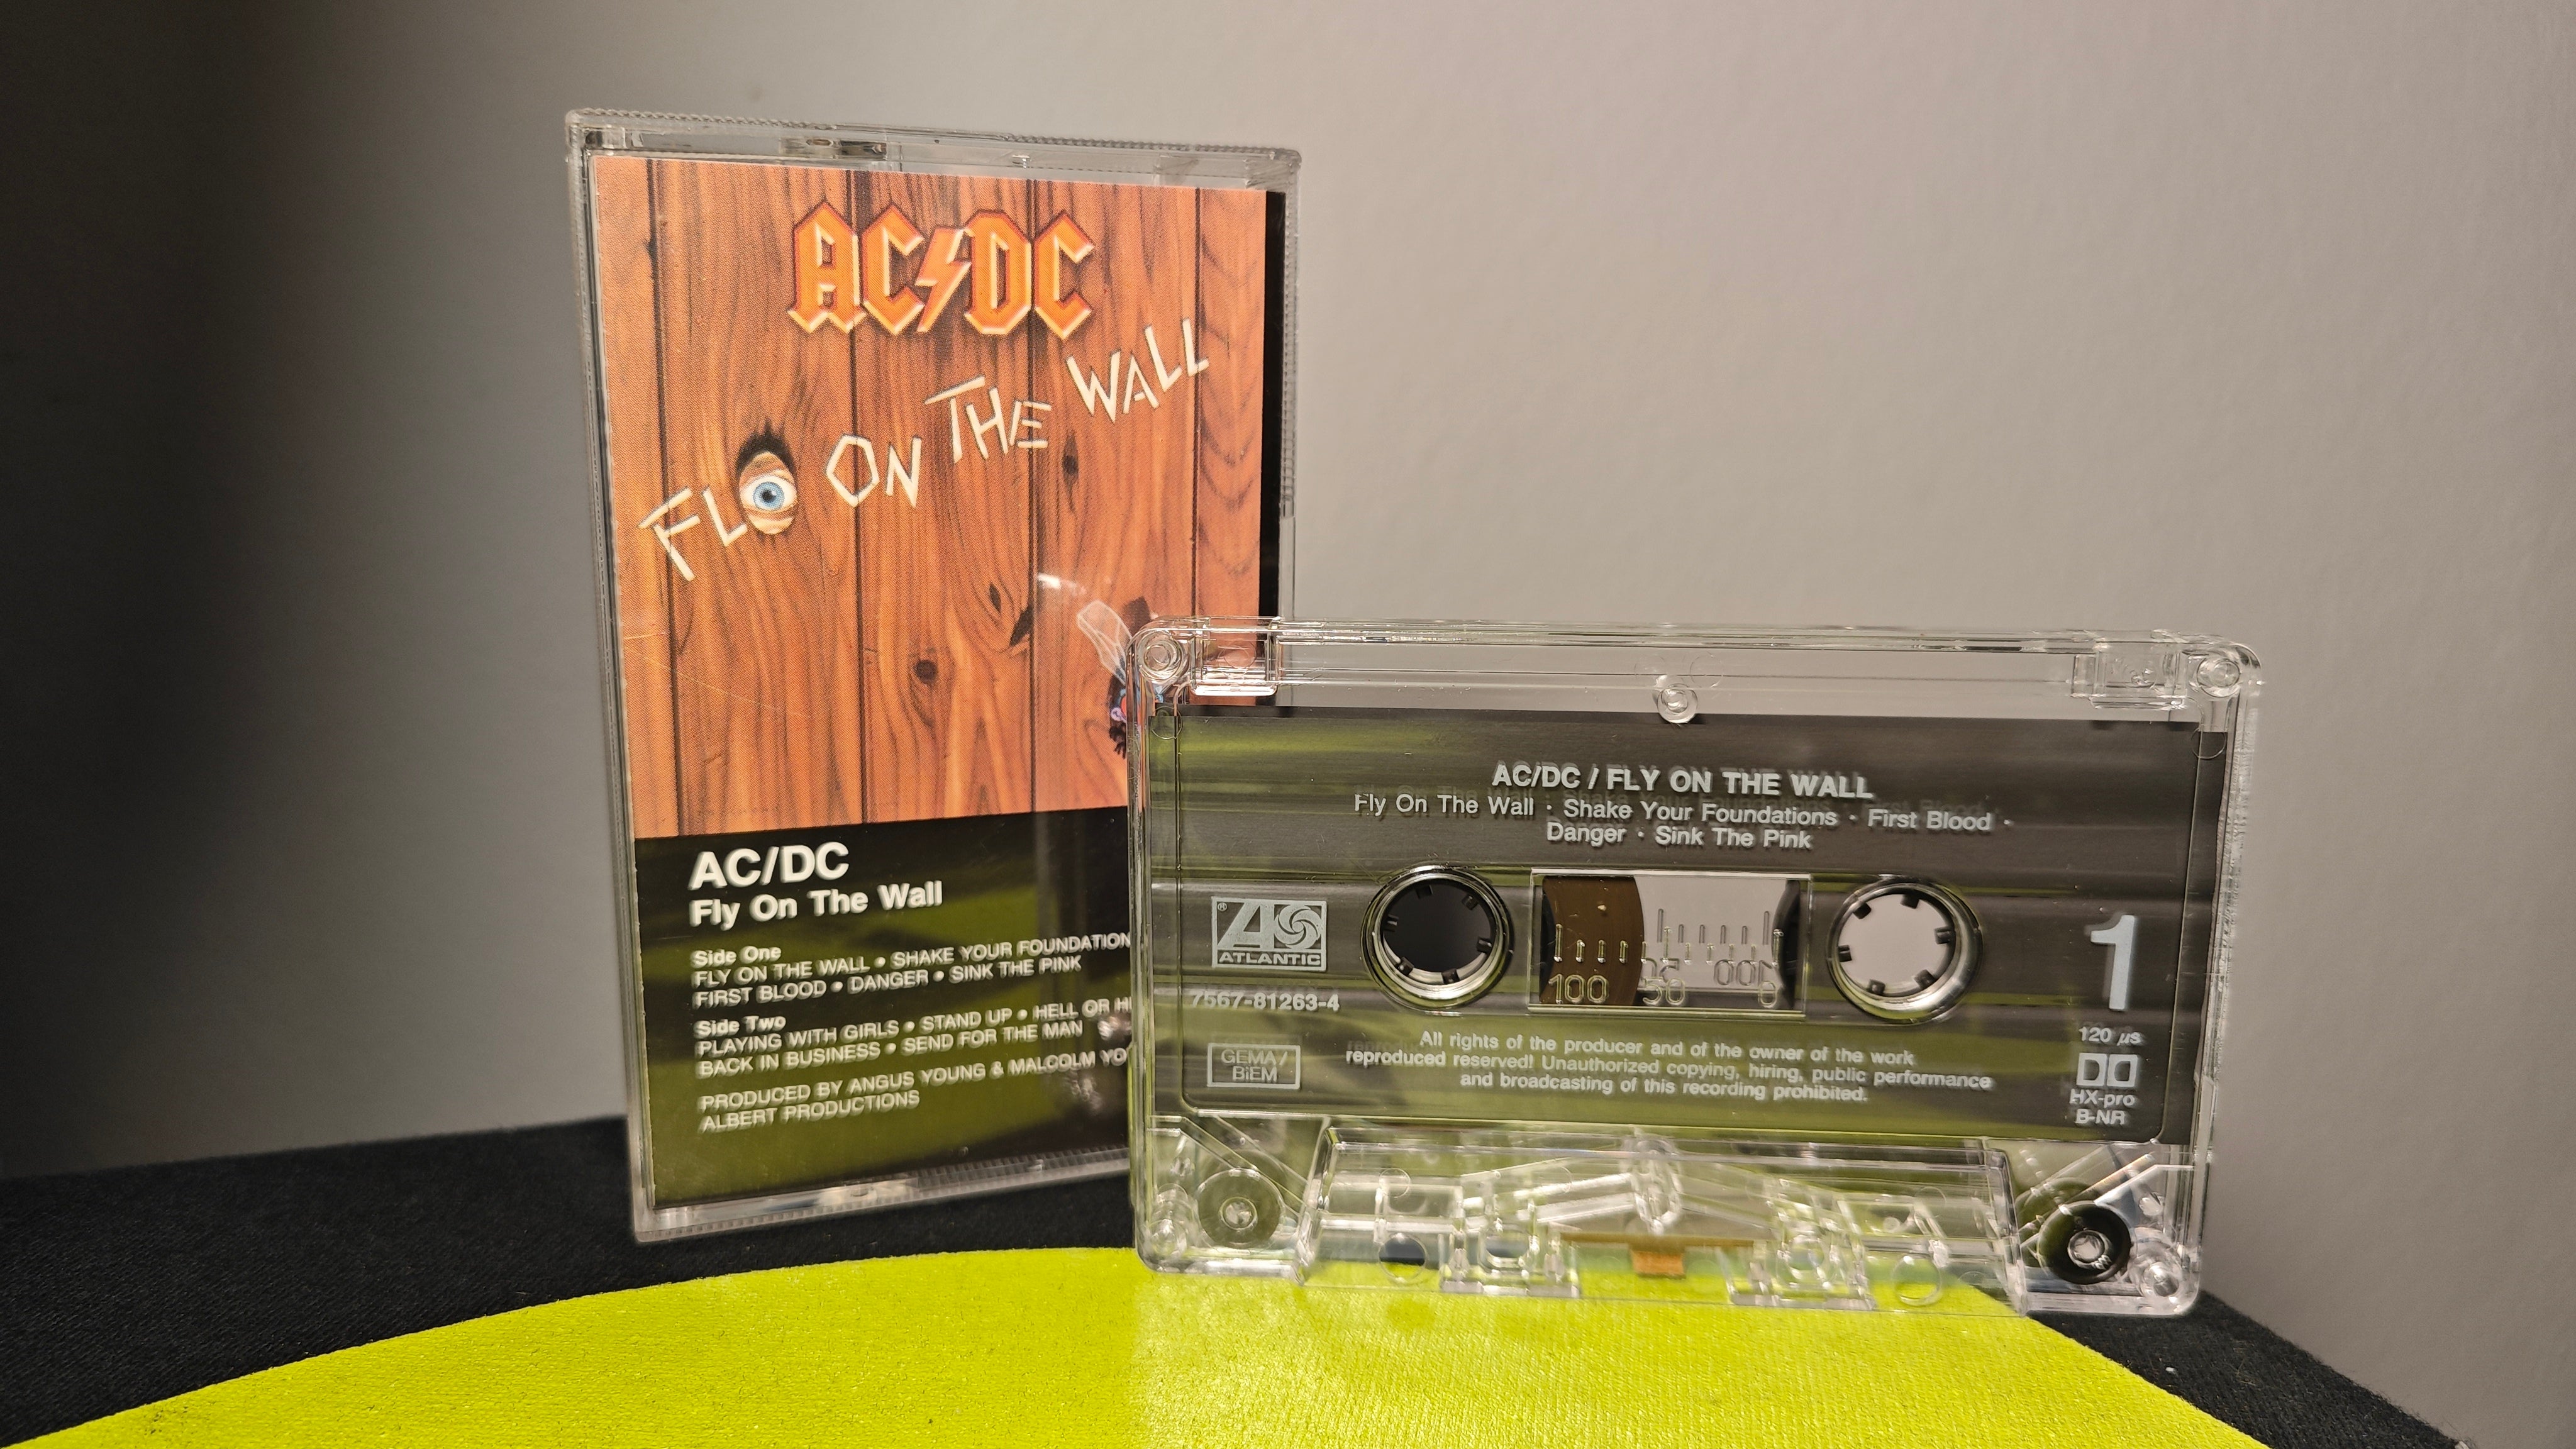 AC/DC
FL ON THE WALL
AC/DC
Fly On The Wall
Side One
FLY ON THE WALL • SHAKE YOUR FOUNDATION
FIRST BLOOD • DANGER • SINK THE PINK
Side Two
PLAYING WITH GIRLS • STAND UP • HELL OR
BACK IN BUSINESS • SEND FOR THE MAN
PRODUCED BY ANGUS YOUNG & MALCOLM
ALBERT PRODUCTIONS
AC/DC / FLY ON THE WALL
Fly On The Wall · Shake Your Foundations · First Blood ·
Danger · Sink The Pink
ATLANTIC
®
7567-81263-4
100 50 0
1
GEMA/
BIEM
All rights of the producer and of the owner of the work
reproduced reserved! Unauthorized copying, hiring, public performance
and broadcasting of this recording prohibited.
120 µs
HX-pro
B-NR